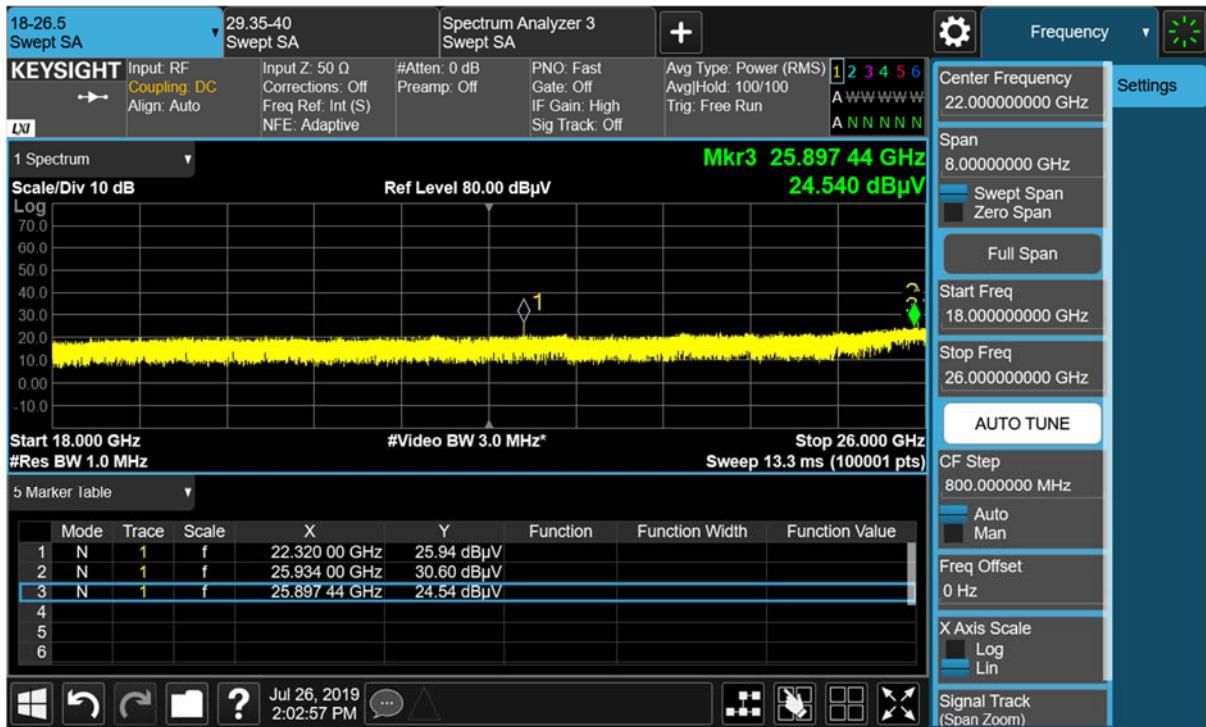 18-26.5
Swept SA
29.35-40
Swept SA
Spectrum Analyzer 3
Swept SA
Frequency
KEYSIGHT
LXI
Input: RF
Coupling: DC
Align: Auto
Input Z: 50 Ω
Corrections: Off
Freq Ref: Int (S)
NFE: Adaptive
#Atten: 0 dB
Preamp: Off
PNO: Fast
Gate: Off
IF Gain: High
Sig Track: Off
Avg Type: Power (RMS)
Avg|Hold: 100/100
Trig: Free Run
1 2 3 4 5 6
A W W W W W
A N N N N N
1 Spectrum
Mkr3 25.897 44 GHz
24.540 dBµV
Scale/Div 10 dB
Ref Level 80.00 dBµV
Log
70.0
60.0
50.0
40.0
30.0
20.0
10.0
0.00
-10.0
1
Start 18.000 GHz
#Video BW 3.0 MHz*
Stop 26.000 GHz
#Res BW 1.0 MHz
Sweep 13.3 ms (100001 pts)
5 Marker Table
Mode Trace Scale X Y Function Function Width Function Value
1 N 1 f 22.320 00 GHz 25.94 dBµV
2 N 1 f 25.934 00 GHz 30.60 dBµV
3 N 1 f 25.897 44 GHz 24.54 dBµV
4
5
6
Jul 26, 2019
2:02:57 PM
?
Center Frequency
22.000000000 GHz
Settings
Span
8.00000000 GHz
Swept Span
Zero Span
Full Span
Start Freq
18.000000000 GHz
Stop Freq
26.000000000 GHz
AUTO TUNE
CF Step
800.000000 MHz
Auto
Man
Freq Offset
0 Hz
X Axis Scale
Log
Lin
Signal Track
(Span Zoom)